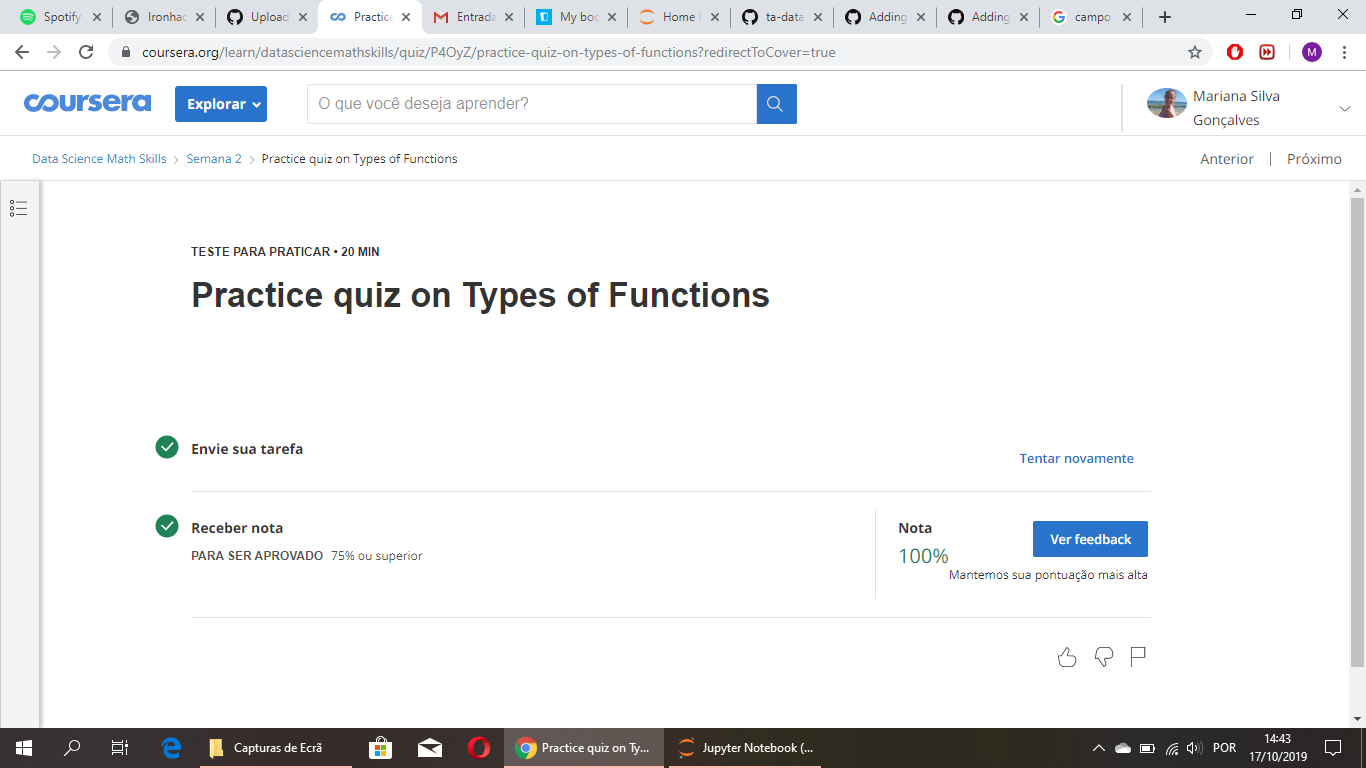 Spotify
Ironhac
Upload
Practice
Entrada
My boo
Home P
ta-data
Adding
Adding
campo
coursera.org/learn/datasciencemathskills/quiz/P4OyZ/practice-quiz-on-types-of-functions?redirectToCover=true
M
coursera
Explorar
O que você deseja aprender?
Mariana Silva
Gonçalves
Data Science Math Skills
Semana 2
Practice quiz on Types of Functions
Anterior | Próximo
TESTE PARA PRATICAR • 20 MIN
Practice quiz on Types of Functions
Envie sua tarefa
Tentar novamente
Receber nota
PARA SER APROVADO 75% ou superior
Nota
100%
Ver feedback
Mantemos sua pontuação mais alta
Capturas de Ecrã
Practice quiz on Ty...
Jupyter Notebook (...
POR
14:43
17/10/2019